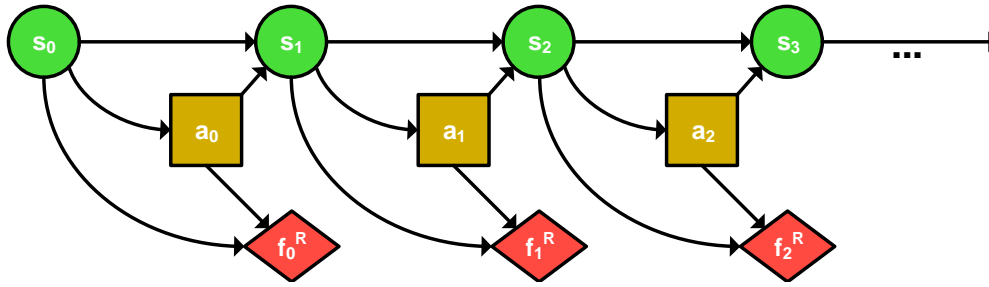 s₀ s₁ s₂ s₃ ...
a₀ a₁ a₂
f₀ᴿ f₁ᴿ f₂ᴿ